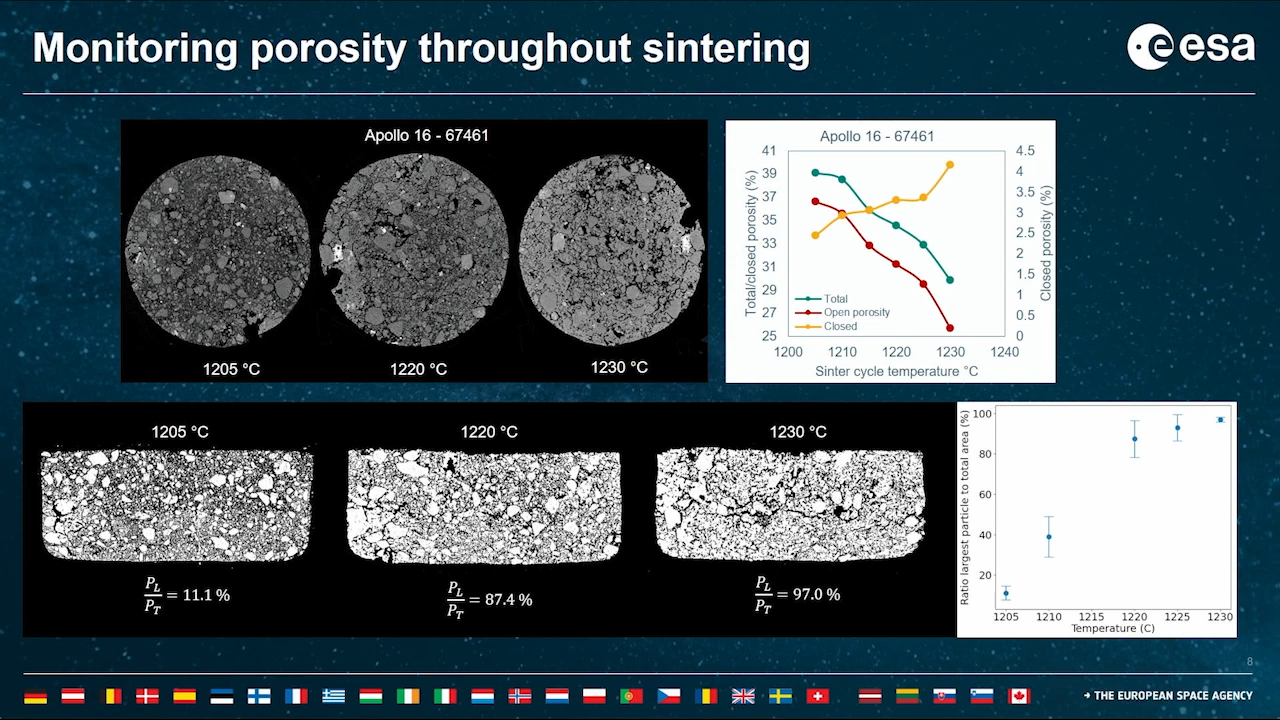 Monitoring porosity throughout sintering
esa
Apollo 16 - 67461
1205 °C
1220 °C
1230 °C
Apollo 16 - 67461
Total/closed porosity (%)
41
39
37
35
33
31
29
27
25
4.5
4
3.5
3
2.5
2
1.5
1
0.5
0
Closed porosity (%)
Total
Open porosity
Closed
1200 1210 1220 1230 1240
Sinter cycle temperature °C
1205 °C
1220 °C
1230 °C
P_L/P_T = 11.1 %
P_L/P_T = 87.4 %
P_L/P_T = 97.0 %
Ratio largest particle to total area (%)
100
80
60
40
20
1205 1210 1215 1220 1225 1230
Temperature (C)
8
→ THE EUROPEAN SPACE AGENCY